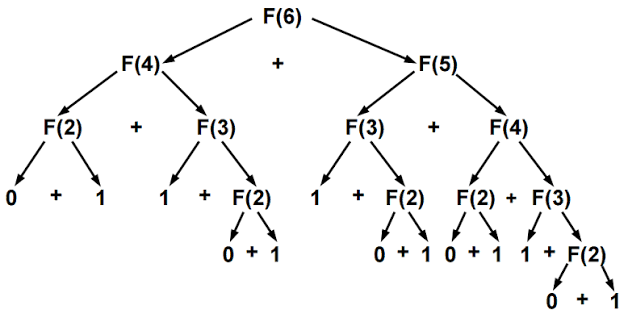 F(6)
F(4) + F(5)
F(2) + F(3) F(3) + F(4)
0 + 1 1 + F(2) 1 + F(2) F(2) + F(3)
0 + 1 0 + 1 0 + 1 1 + F(2)
0 + 1